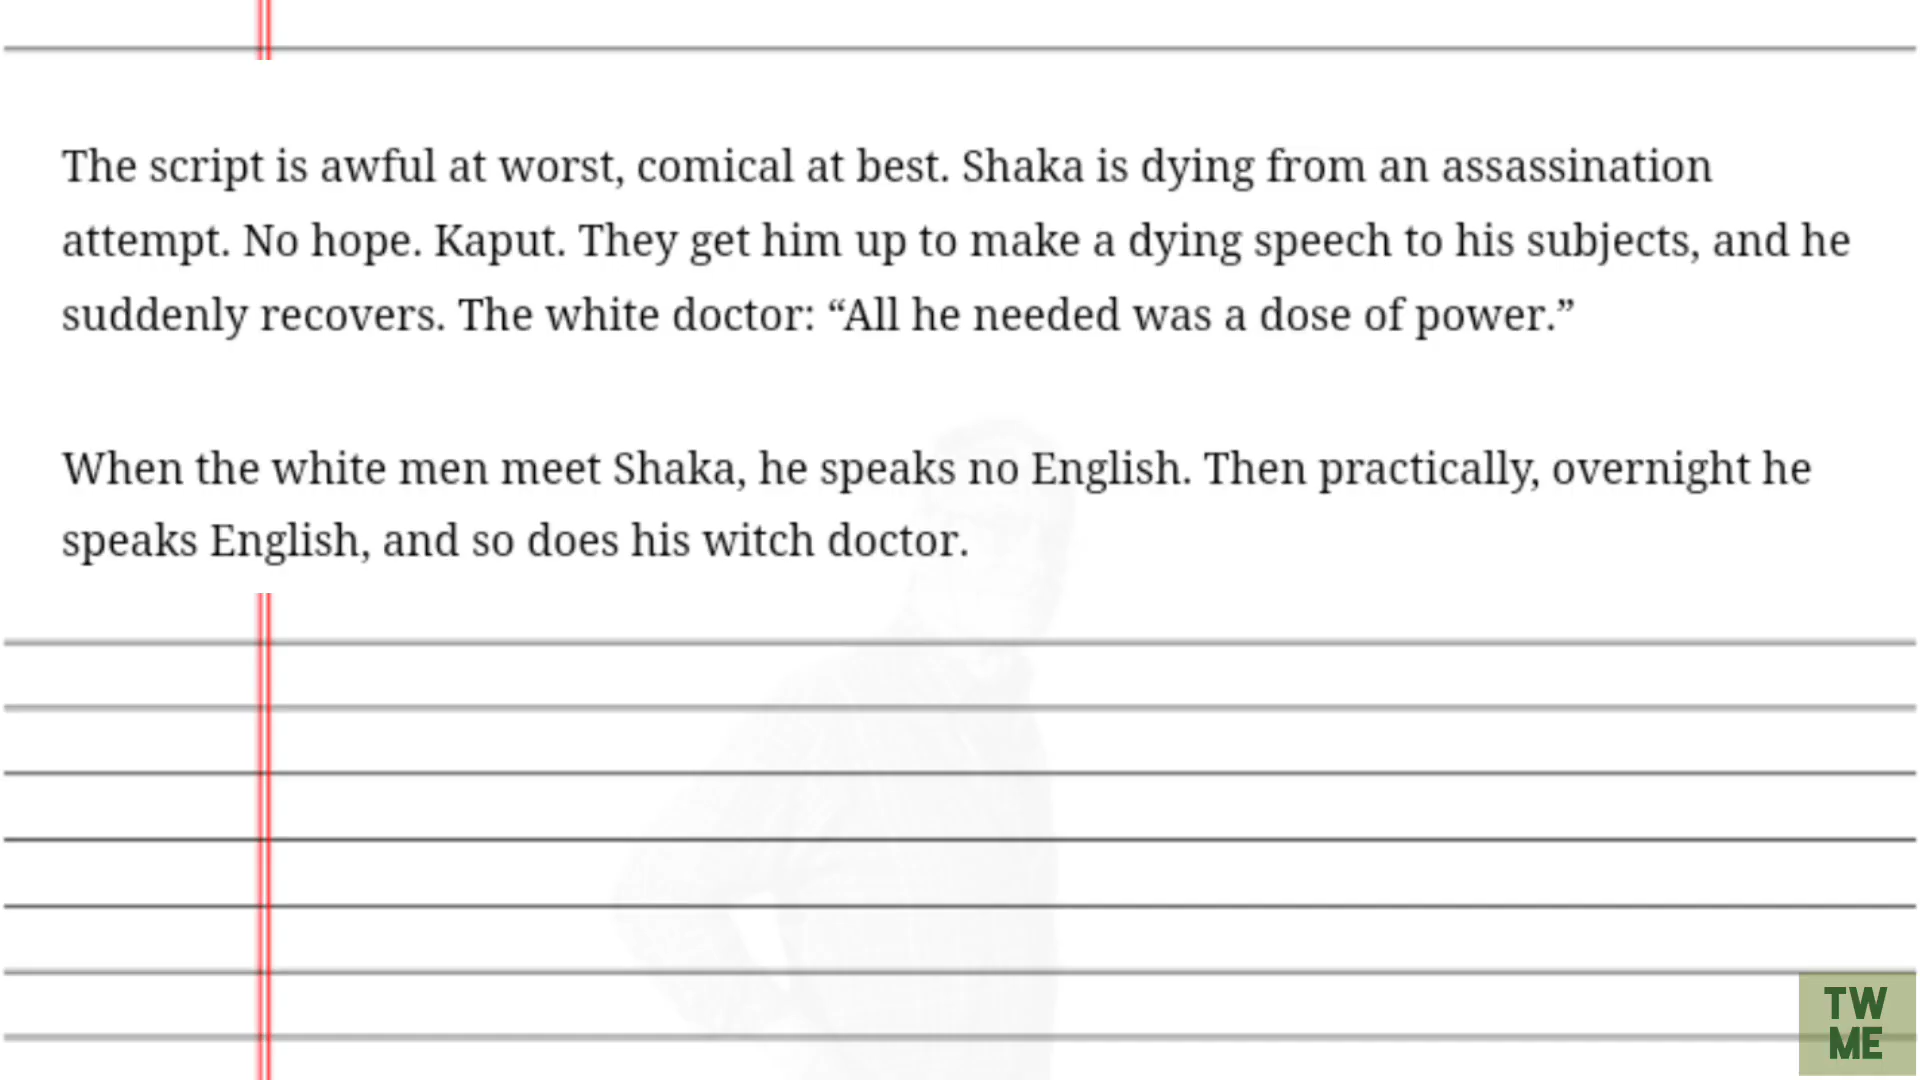 The script is awful at worst, comical at best. Shaka is dying from an assassination
attempt. No hope. Kaput. They get him up to make a dying speech to his subjects, and he
suddenly recovers. The white doctor: “All he needed was a dose of power.”
When the white men meet Shaka, he speaks no English. Then practically, overnight he
speaks English, and so does his witch doctor.
TW
ME